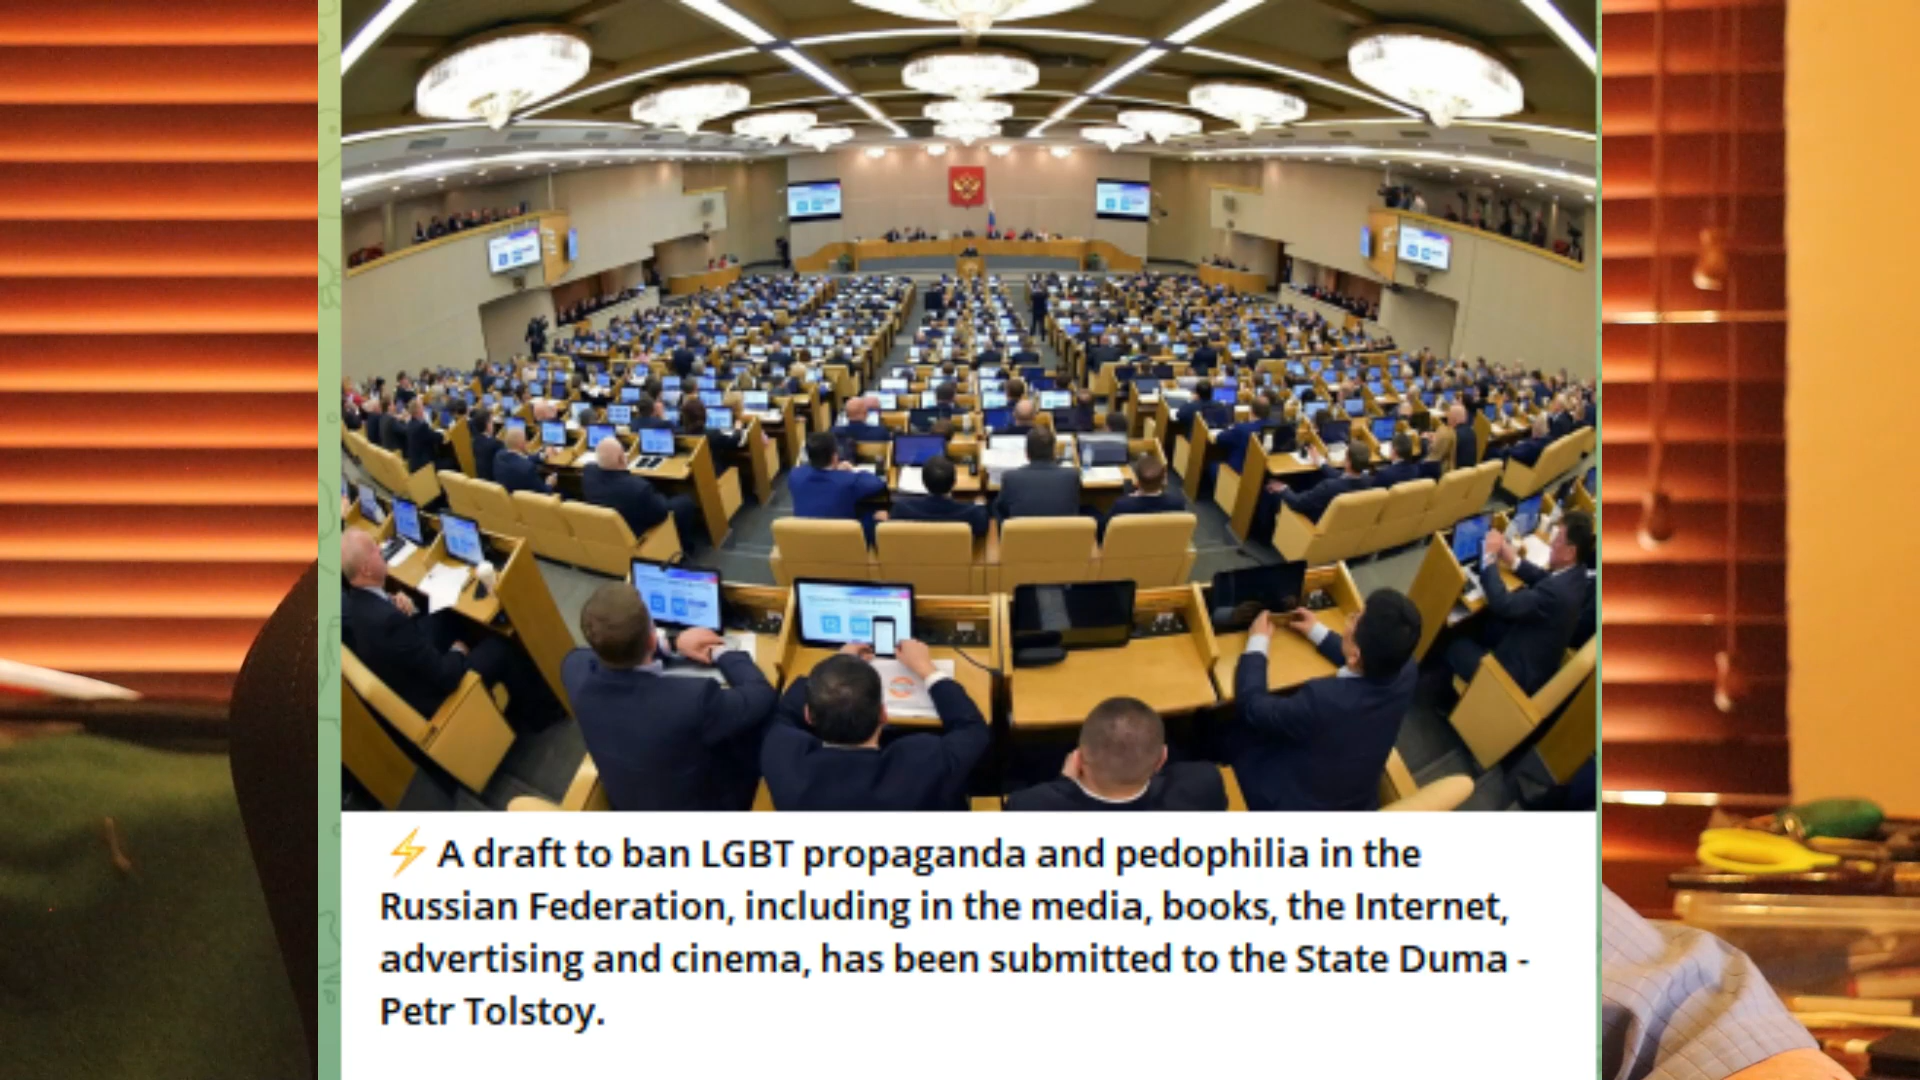 ⚡ A draft to ban LGBT propaganda and pedophilia in the
Russian Federation, including in the media, books, the Internet,
advertising and cinema, has been submitted to the State Duma -
Petr Tolstoy.